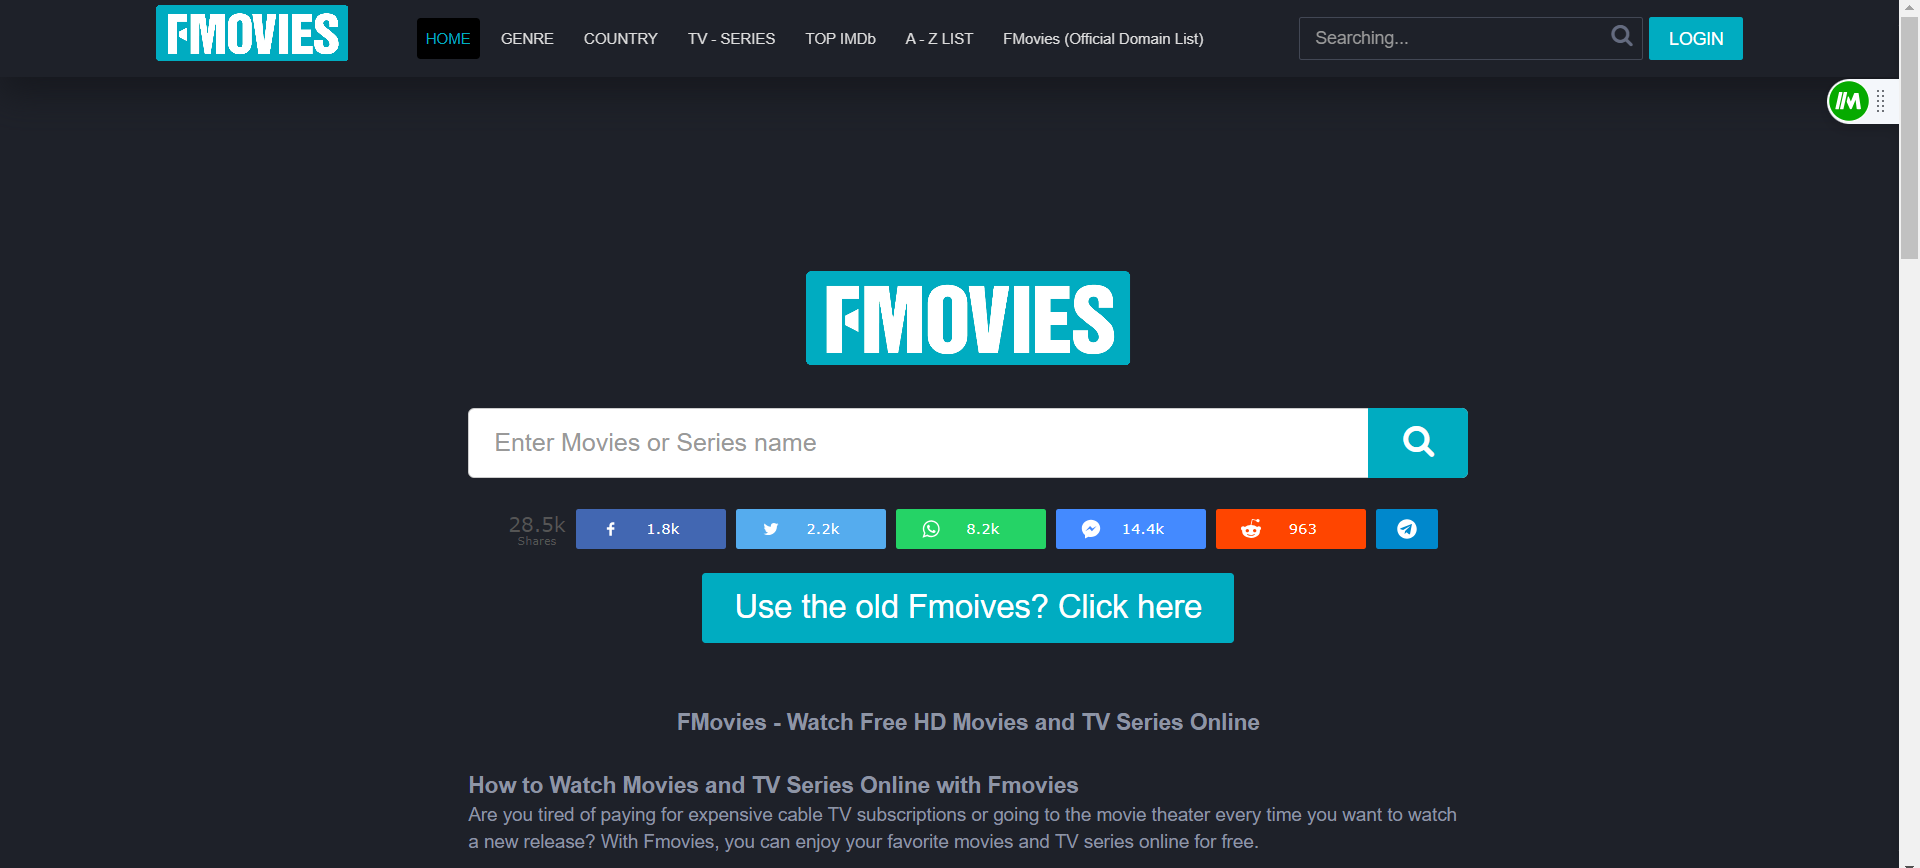 FMOVIES
HOME GENRE COUNTRY TV - SERIES TOP IMDb A - Z LIST FMovies (Official Domain List) Searching... LOGIN
FMOVIES
Enter Movies or Series name
28.5k
Shares
1.8k 2.2k 8.2k 14.4k 963
Use the old Fmoives? Click here
FMovies - Watch Free HD Movies and TV Series Online
How to Watch Movies and TV Series Online with Fmovies
Are you tired of paying for expensive cable TV subscriptions or going to the movie theater every time you want to watch
a new release? With Fmovies, you can enjoy your favorite movies and TV series online for free.